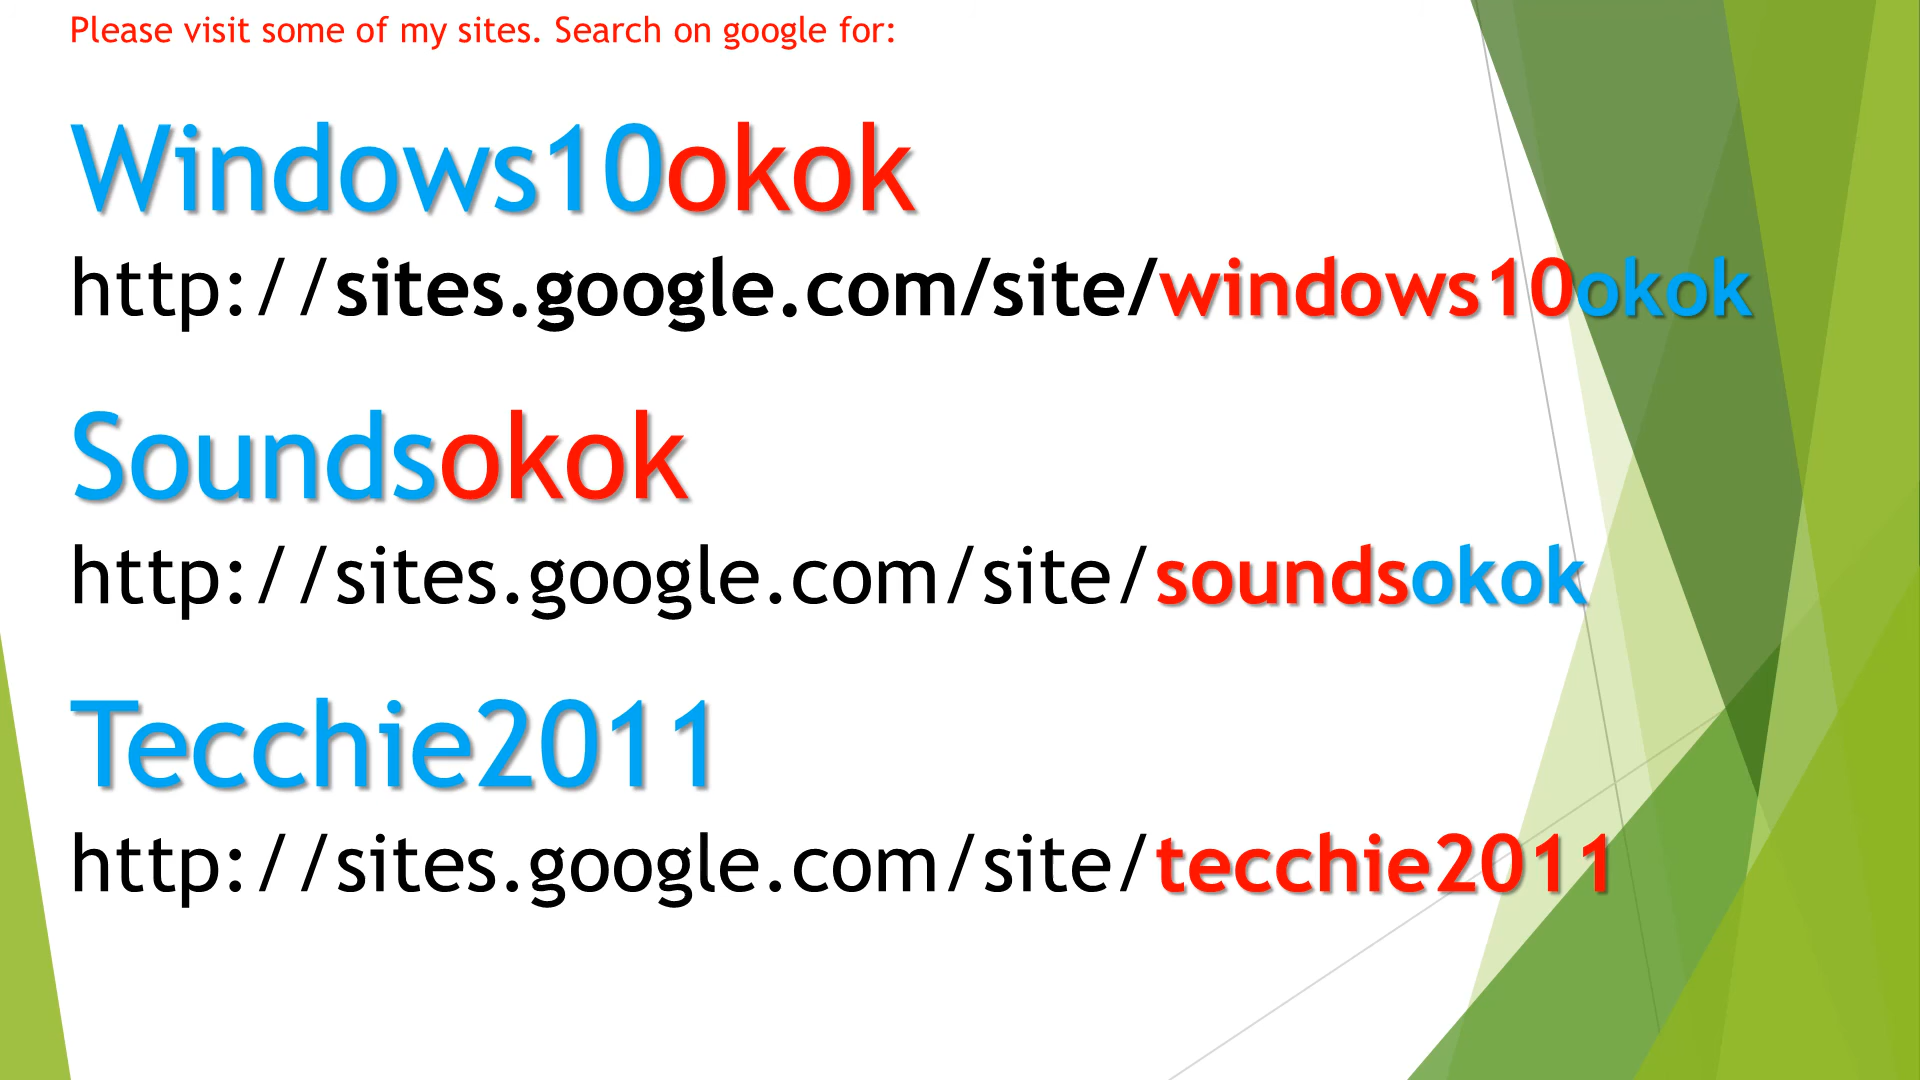 Please visit some of my sites. Search on google for:
Windows10okok
http://sites.google.com/site/windows10okok
Soundsokok
http://sites.google.com/site/soundsokok
Tecchie2011
http://sites.google.com/site/tecchie2011